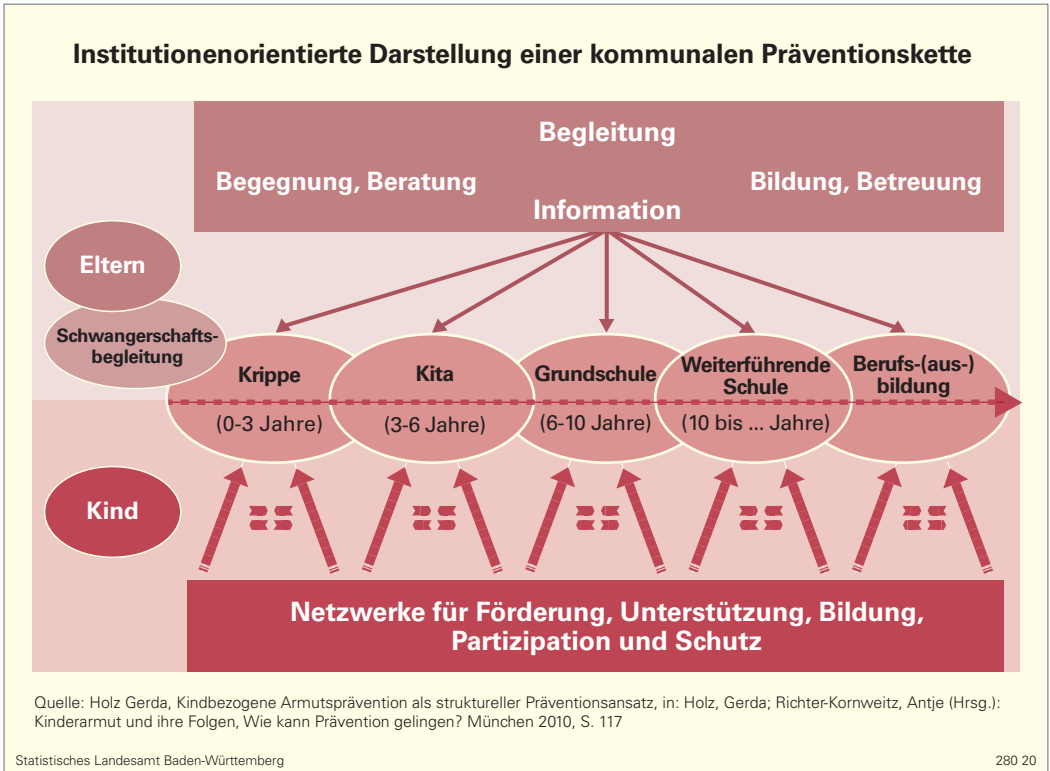 Institutionenorientierte Darstellung einer kommunalen Präventionskette
Begleitung
Begegnung, Beratung
Bildung, Betreuung
Information
Eltern
Schwangerschafts-
begleitung
Krippe
(0-3 Jahre)
Kita
(3-6 Jahre)
Grundschule
(6-10 Jahre)
Weiterführende
Schule
(10 bis ... Jahre)
Berufs-(aus-)
bildung
Kind
Netzwerke für Förderung, Unterstützung, Bildung,
Partizipation und Schutz
Quelle: Holz Gerda, Kindbezogene Armutsprävention als struktureller Präventionsansatz, in: Holz, Gerda; Richter-Kornweitz, Antje (Hrsg.):
Kinderarmut und ihre Folgen, Wie kann Prävention gelingen? München 2010, S. 117
Statistisches Landesamt Baden-Württemberg
280 20